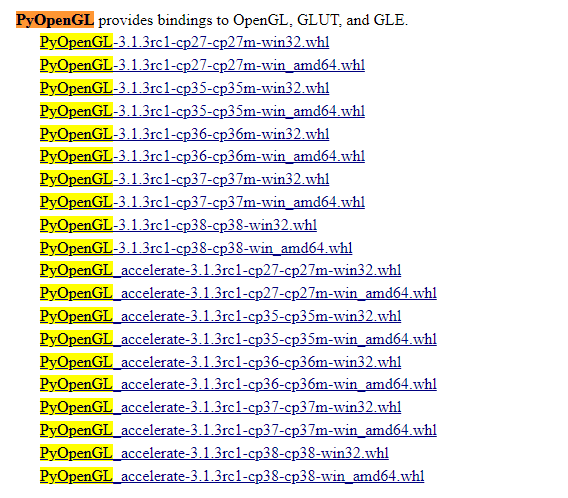 PyOpenGL provides bindings to OpenGL, GLUT, and GLE.
PyOpenGL-3.1.3rc1-cp27-cp27m-win32.whl
PyOpenGL-3.1.3rc1-cp27-cp27m-win_amd64.whl
PyOpenGL-3.1.3rc1-cp35-cp35m-win32.whl
PyOpenGL-3.1.3rc1-cp35-cp35m-win_amd64.whl
PyOpenGL-3.1.3rc1-cp36-cp36m-win32.whl
PyOpenGL-3.1.3rc1-cp36-cp36m-win_amd64.whl
PyOpenGL-3.1.3rc1-cp37-cp37m-win32.whl
PyOpenGL-3.1.3rc1-cp37-cp37m-win_amd64.whl
PyOpenGL-3.1.3rc1-cp38-cp38-win32.whl
PyOpenGL-3.1.3rc1-cp38-cp38-win_amd64.whl
PyOpenGL_accelerate-3.1.3rc1-cp27-cp27m-win32.whl
PyOpenGL_accelerate-3.1.3rc1-cp27-cp27m-win_amd64.whl
PyOpenGL_accelerate-3.1.3rc1-cp35-cp35m-win32.whl
PyOpenGL_accelerate-3.1.3rc1-cp35-cp35m-win_amd64.whl
PyOpenGL_accelerate-3.1.3rc1-cp36-cp36m-win32.whl
PyOpenGL_accelerate-3.1.3rc1-cp36-cp36m-win_amd64.whl
PyOpenGL_accelerate-3.1.3rc1-cp37-cp37m-win32.whl
PyOpenGL_accelerate-3.1.3rc1-cp37-cp37m-win_amd64.whl
PyOpenGL_accelerate-3.1.3rc1-cp38-cp38-win32.whl
PyOpenGL_accelerate-3.1.3rc1-cp38-cp38-win_amd64.whl